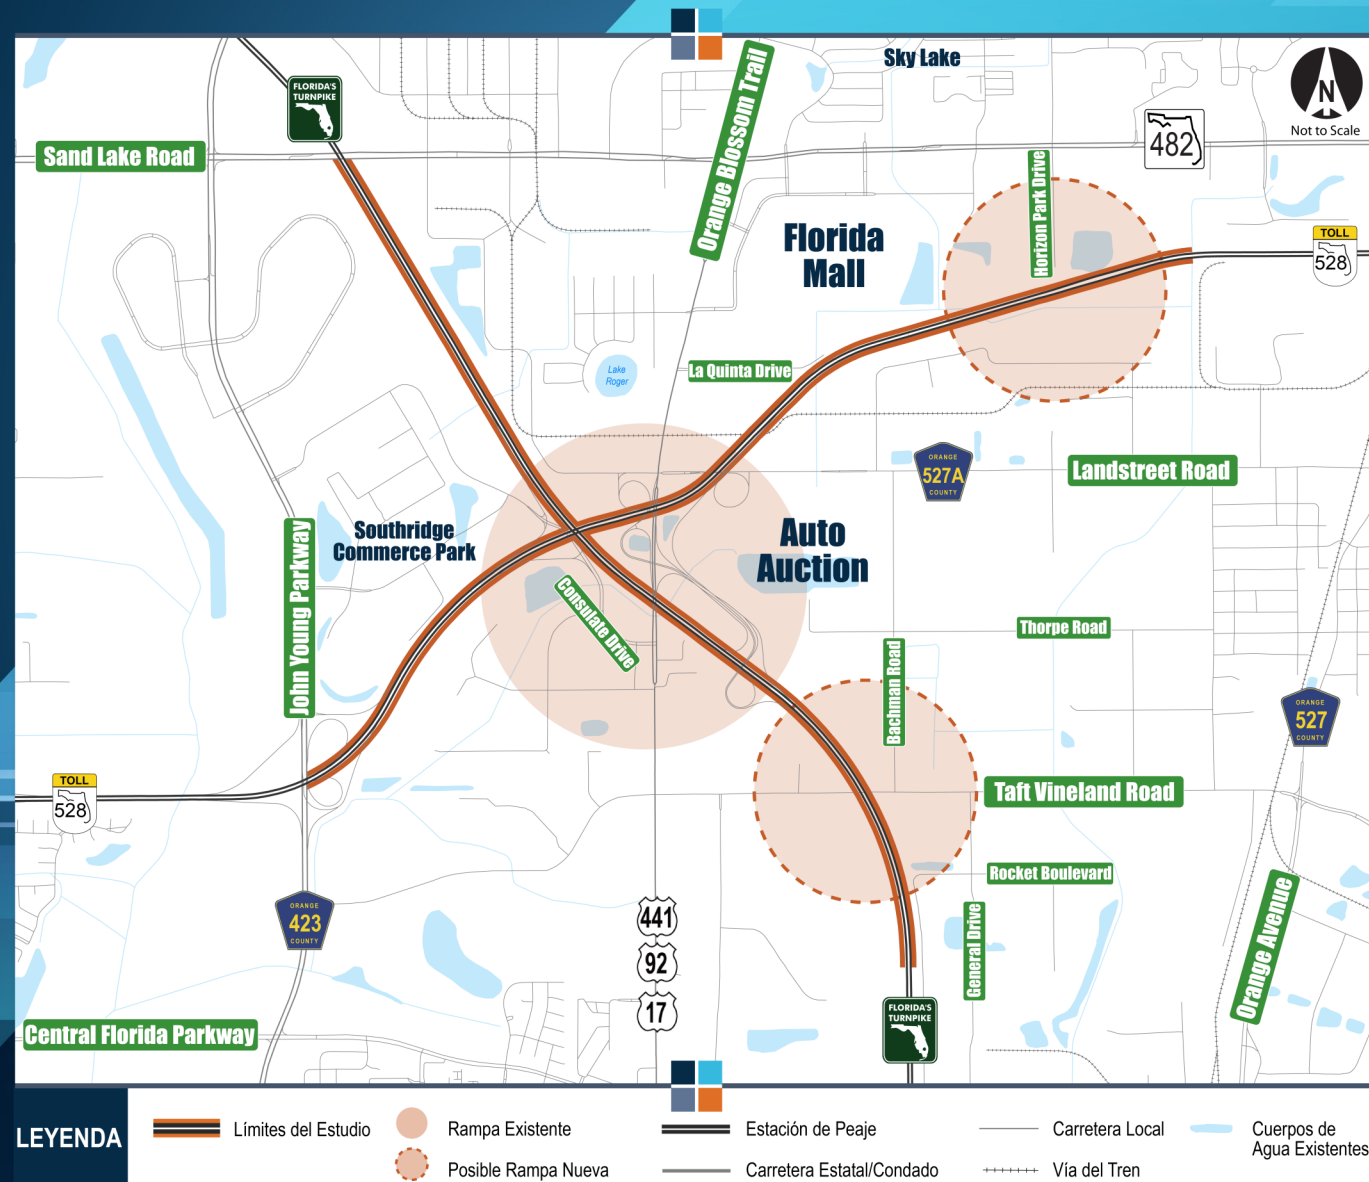 Sky Lake
N
Not to Scale
FLORIDA'S
TURNPIKE
Sand Lake Road
Orange Blossom Trail
482
Horizon Park Drive
Florida
Mall
TOLL
528
Lake
Roger
La Quinta Drive
ORANGE
527A
COUNTY
Landstreet Road
John Young Parkway
Southridge
Commerce Park
Auto
Auction
Consulate Drive
Thorpe Road
Bachman Road
ORANGE
527
COUNTY
TOLL
528
Taft Vineland Road
Rocket Boulevard
ORANGE
423
COUNTY
441
92
17
General Drive
Orange Avenue
FLORIDA'S
TURNPIKE
Central Florida Parkway
LEYENDA
Límites del Estudio
Rampa Existente
Posible Rampa Nueva
Estación de Peaje
Carretera Estatal/Condado
Carretera Local
Vía del Tren
Cuerpos de
Agua Existentes